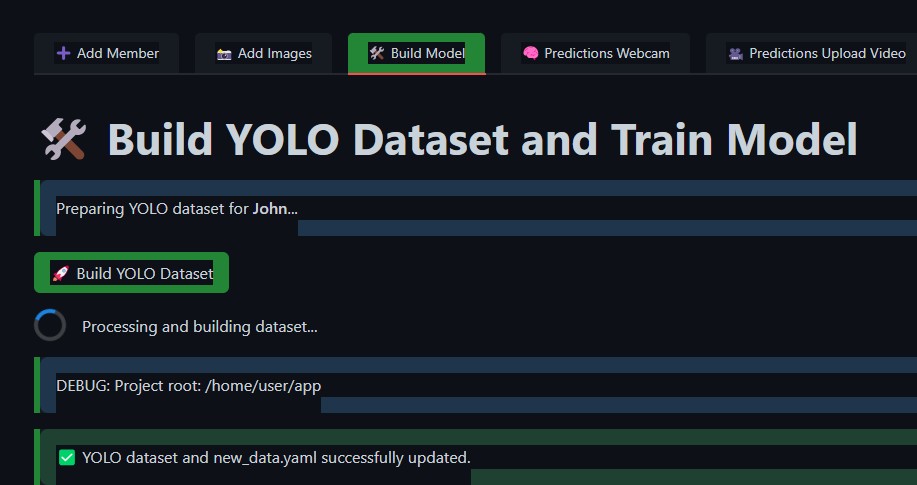 Add Member Add Images Build Model Predictions Webcam Predictions Upload Video
Build YOLO Dataset and Train Model
Preparing YOLO dataset for John...
Build YOLO Dataset
Processing and building dataset...
DEBUG: Project root: /home/user/app
YOLO dataset and new_data.yaml successfully updated.